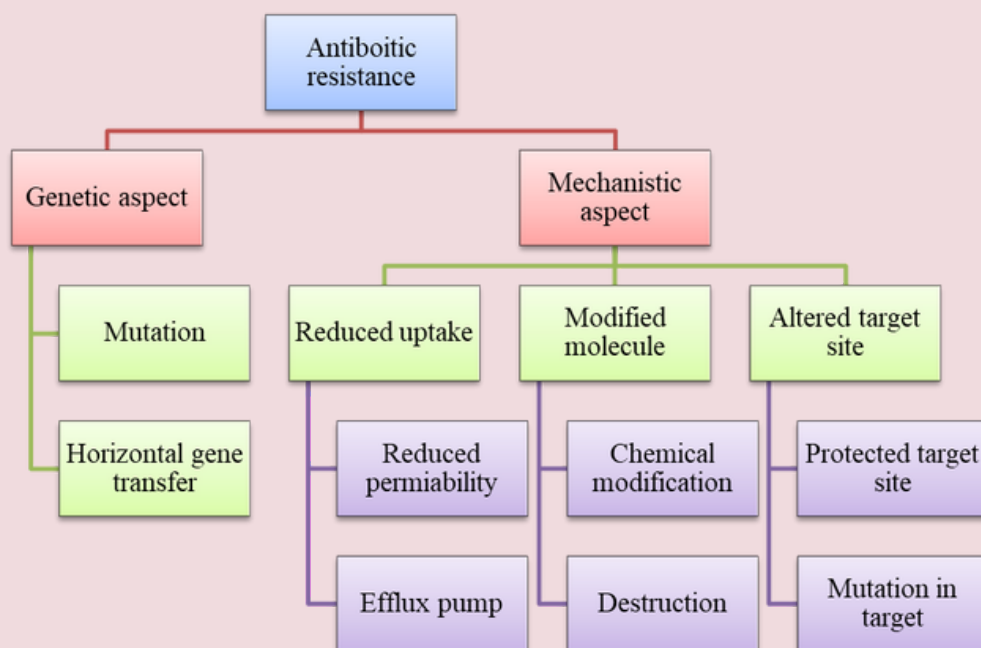 Antiboitic
resistance
Genetic aspect
Mechanistic
aspect
Mutation
Horizontal gene
transfer
Reduced uptake
Modified
molecule
Altered target
site
Reduced
permiability
Chemical
modification
Protected target
site
Efflux pump
Destruction
Mutation in
target